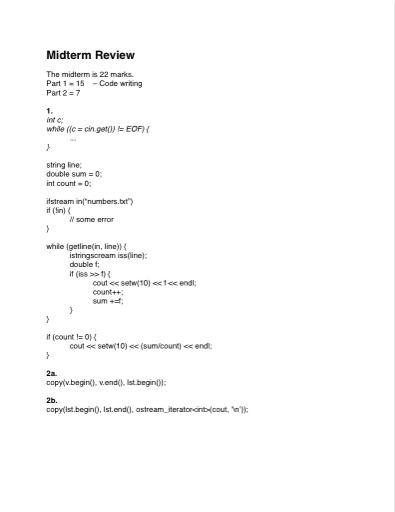 Midterm Review
The midterm is 22 marks.
Part 1 = 15 – Code writing
Part 2 = 7
1.
int c;
while ((c = cin.get()) != EOF) {
...
}
string line;
double sum = 0;
int count = 0;
ifstream in("numbers.txt")
if (!in) {
// some error
}
while (getline(in, line)) {
istringscream iss(line);
double f;
if (iss >> f) {
cout << setw(10) << f << endl;
count++;
sum +=f;
}
}
if (count != 0) {
cout << setw(10) << (sum/count) << endl;
}
2a.
copy(v.begin(), v.end(), lst.begin());
2b.
copy(lst.begin(), lst.end(), ostream_iterator<int>(cout, '\n'));